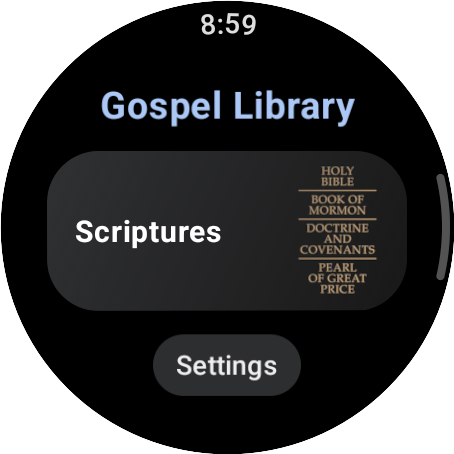 8:59
Gospel Library
Scriptures
HOLY
BIBLE
BOOK OF
MORMON
DOCTRINE
AND
COVENANTS
PEARL
OF GREAT
PRICE
Settings